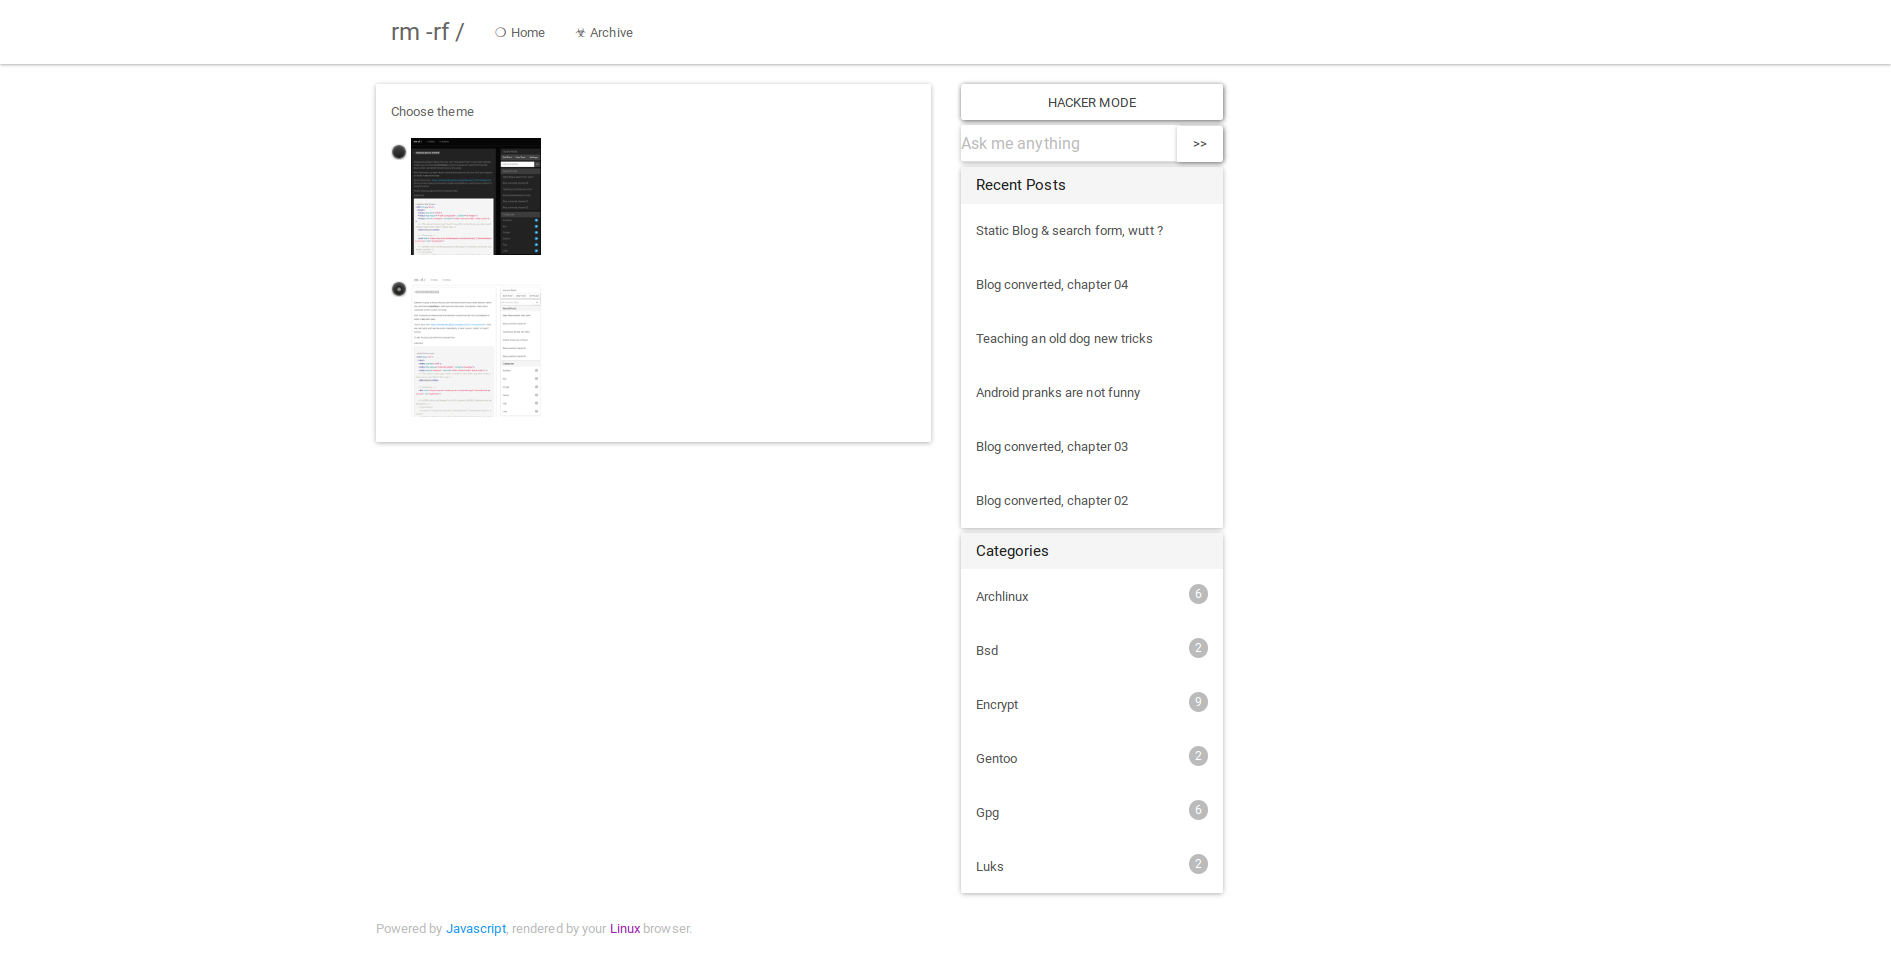 rm -rf /
❍ Home
☣ Archive
Choose theme
HACKER MODE
Ask me anything
>>
Recent Posts
Static Blog & search form, wutt ?
Blog converted, chapter 04
Teaching an old dog new tricks
Android pranks are not funny
Blog converted, chapter 03
Blog converted, chapter 02
Categories
Archlinux 6
Bsd 2
Encrypt 9
Gentoo 2
Gpg 6
Luks 2
Powered by Javascript, rendered by your Linux browser.